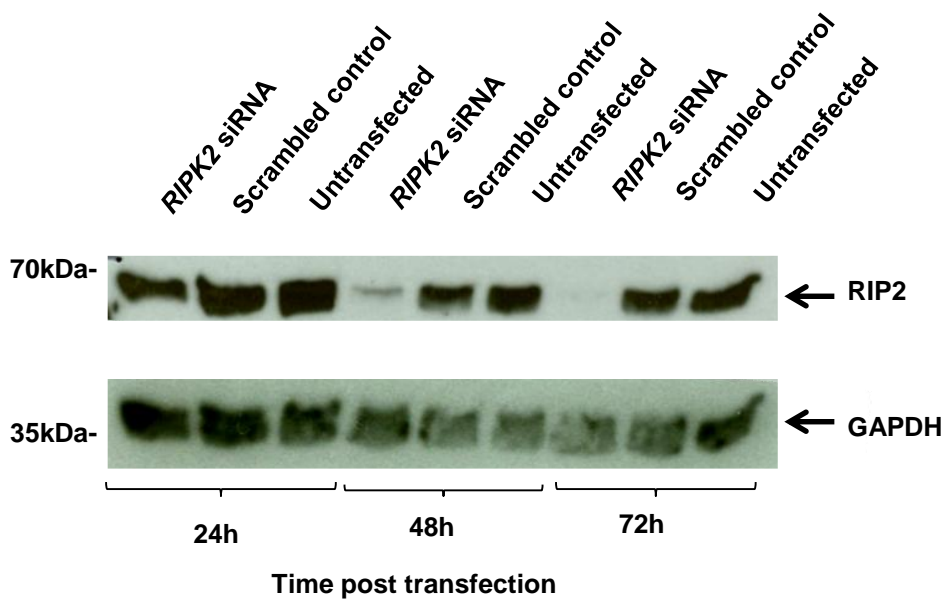 RIPK2 siRNA
Scrambled control
Untransfected
RIPK2 siRNA
Scrambled control
Untransfected
RIPK2 siRNA
Scrambled control
Untransfected
70kDa-
RIP2
35kDa-
GAPDH
24h
48h
72h
Time post transfection